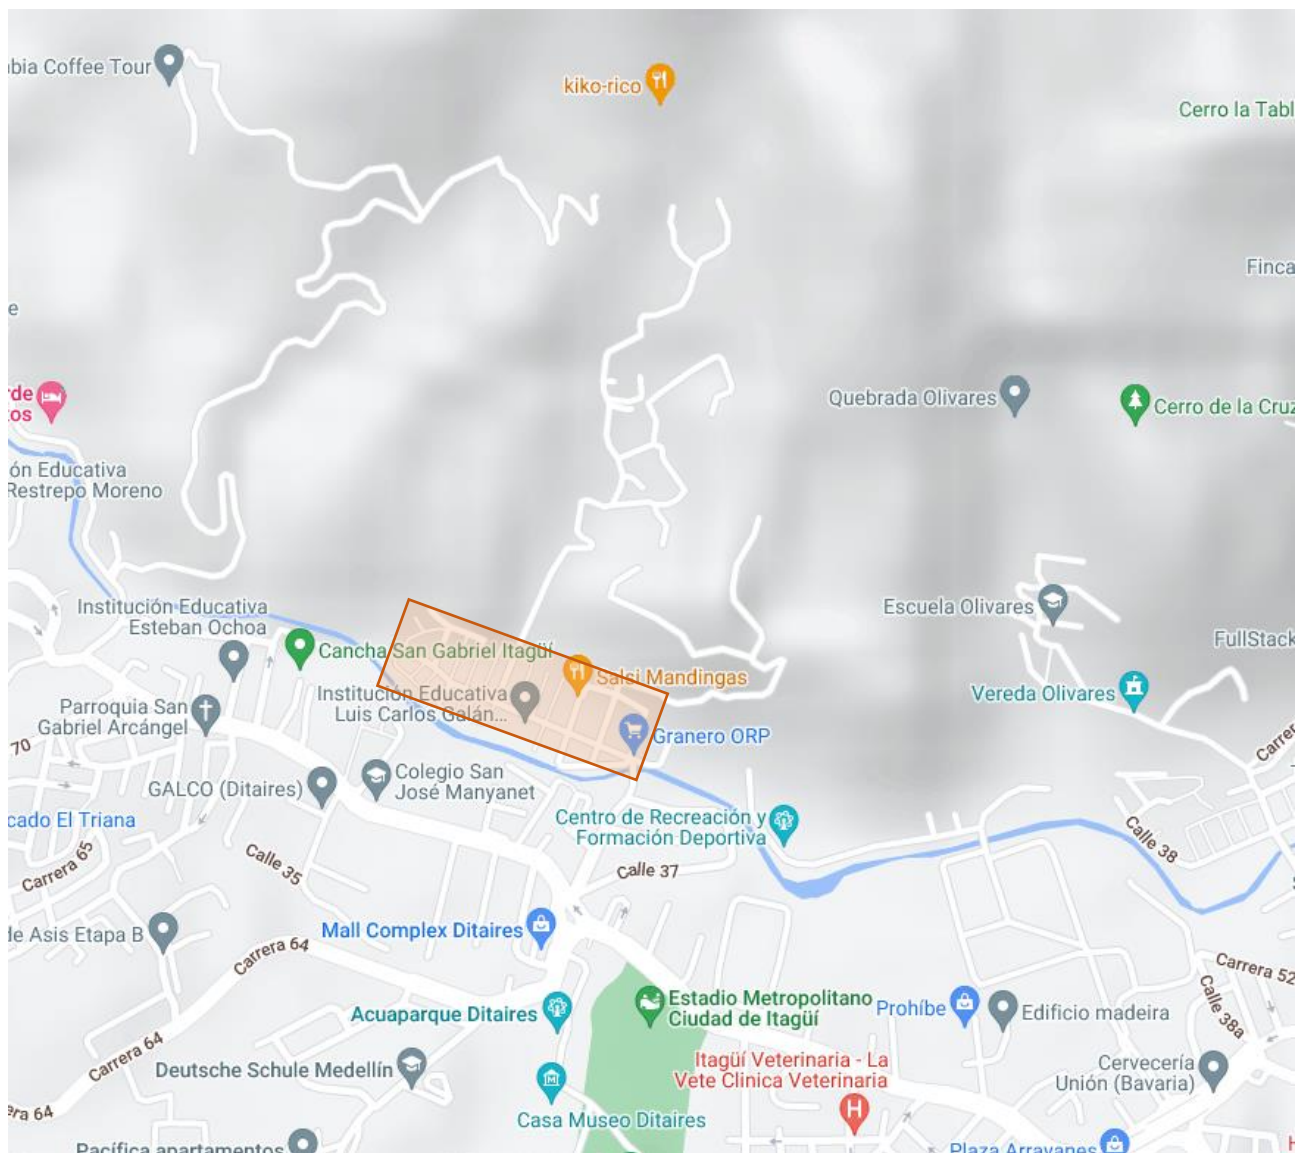 bia Coffee Tour
kiko-rico
Cerro la Tabl
Finca
e
rde
tos
Quebrada Olivares
Cerro de la Cruz
ón Educativa
Restrepo Moreno
Institución Educativa
Esteban Ochoa
Escuela Olivares
FullStack
Cancha San Gabriel Itagüí
Salsi Mandingas
Institución Educativa
Luis Carlos Galán...
Vereda Olivares
Parroquia San
Gabriel Arcángel
Granero ORP
70
Carrer
Colegio San
José Manyanet
GALCO (Ditaires)
cado El Triana
Centro de Recreación y
Formación Deportiva
Calle 38
Carrera 65
Calle 35
Calle 37
Mall Complex Ditaires
de Asis Etapa B
Carrera 64
Carrera 52
Estadio Metropolitano
Ciudad de Itagüí
Prohíbe
Edificio madeira
Calle 38a
Acuaparque Ditaires
Carrera 64
Deutsche Schule Medellín
Itagüí Veterinaria - La
Vete Clinica Veterinaria
Cervecería
Unión (Bavaria)
era 64
Casa Museo Ditaires
Pacífica apartamentos
Plaza Arrayanes
H